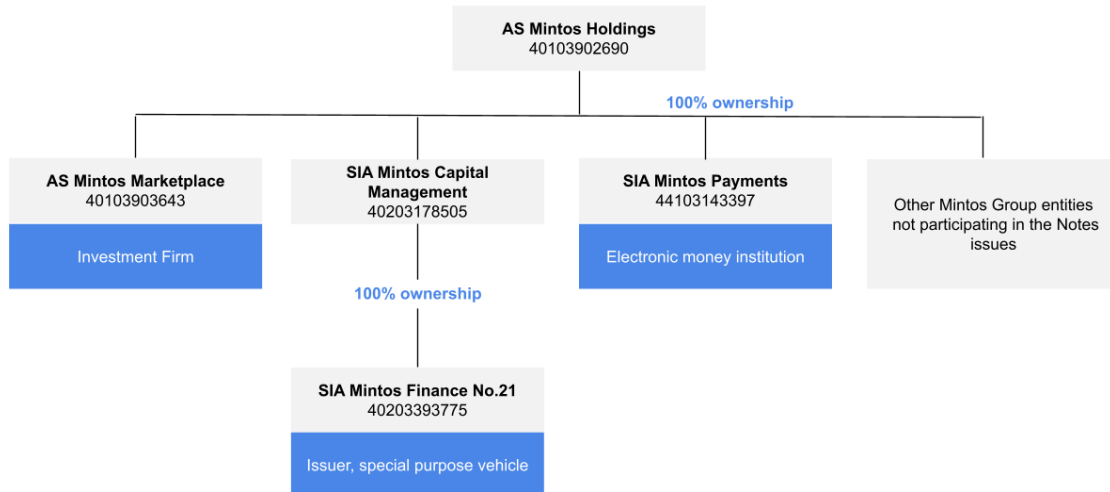 AS Mintos Holdings
40103902690
100% ownership
AS Mintos Marketplace
40103903643
Investment Firm
SIA Mintos Capital
Management
40203178505
SIA Mintos Payments
44103143397
Electronic money institution
Other Mintos Group entities
not participating in the Notes
issues
100% ownership
SIA Mintos Finance No.21
40203393775
Issuer, special purpose vehicle